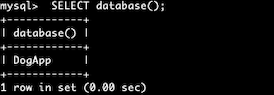 mysql>  SELECT database();
+------------+
| database() |
+------------+
| DogApp     |
+------------+
1 row in set (0.00 sec)